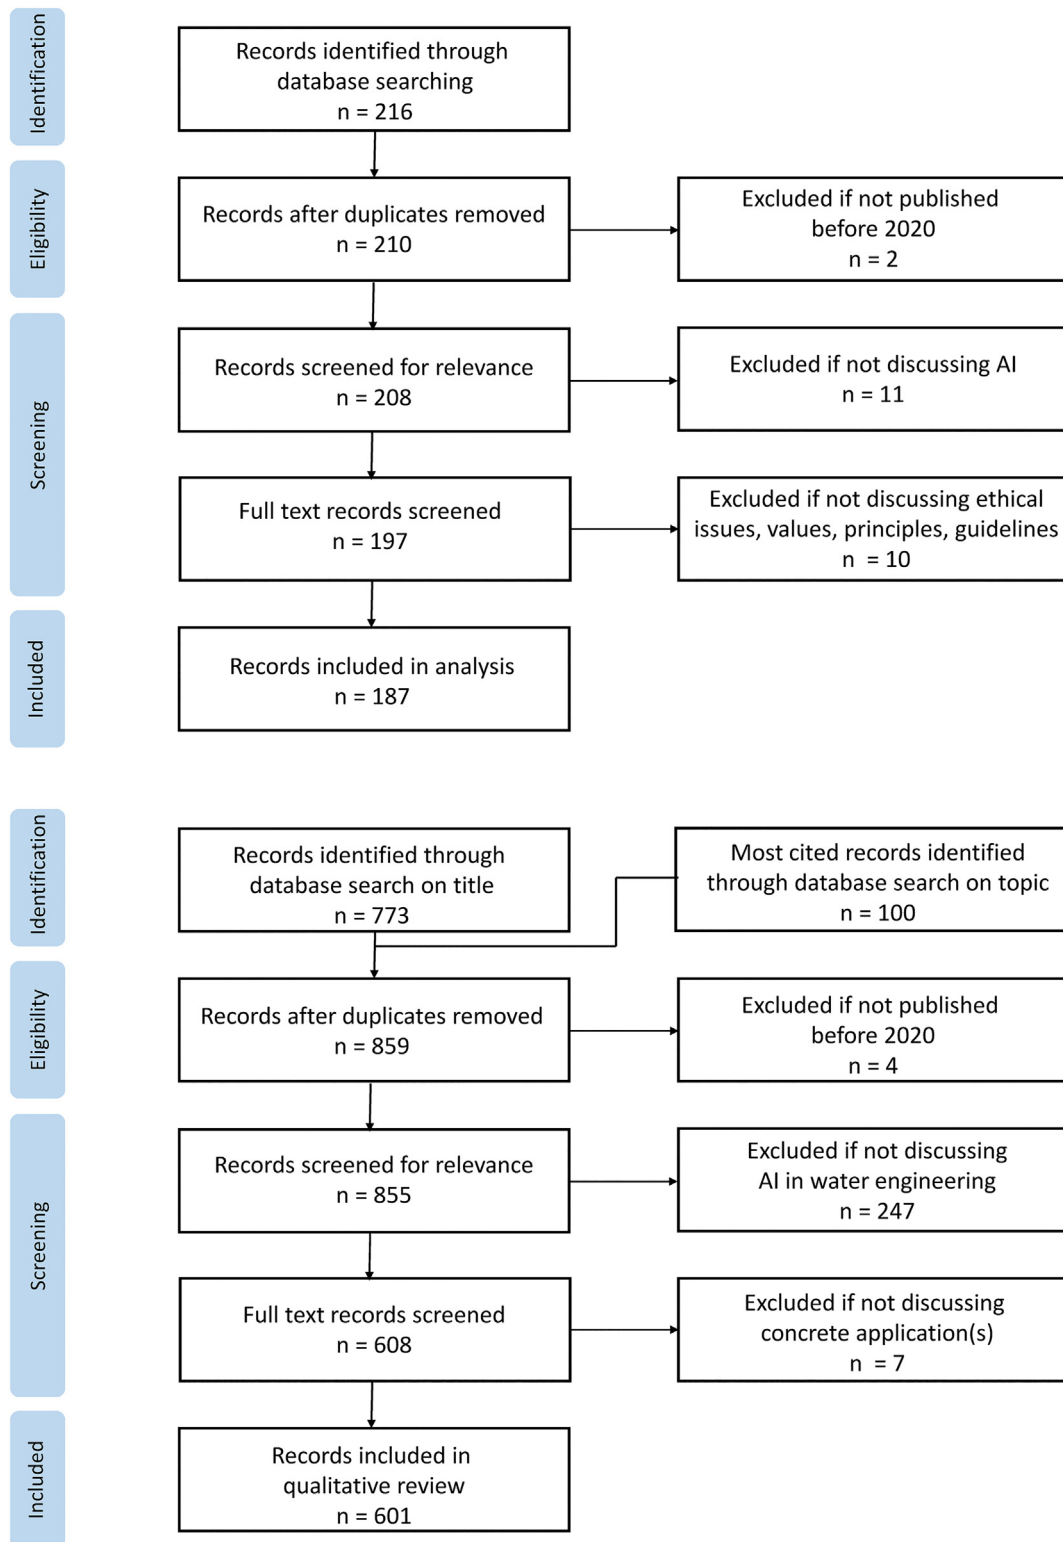 Identification
Records identified through
database searching
n = 216
Eligibility
Records after duplicates removed
n = 210
Excluded if not published
before 2020
n = 2
Screening
Records screened for relevance
n = 208
Excluded if not discussing AI
n = 11
Full text records screened
n = 197
Excluded if not discussing ethical
issues, values, principles, guidelines
n = 10
Included
Records included in analysis
n = 187
Identification
Records identified through
database search on title
n = 773
Most cited records identified
through database search on topic
n = 100
Eligibility
Records after duplicates removed
n = 859
Excluded if not published
before 2020
n = 4
Screening
Records screened for relevance
n = 855
Excluded if not discussing
AI in water engineering
n = 247
Full text records screened
n = 608
Excluded if not discussing
concrete application(s)
n = 7
Included
Records included in
qualitative review
n = 601